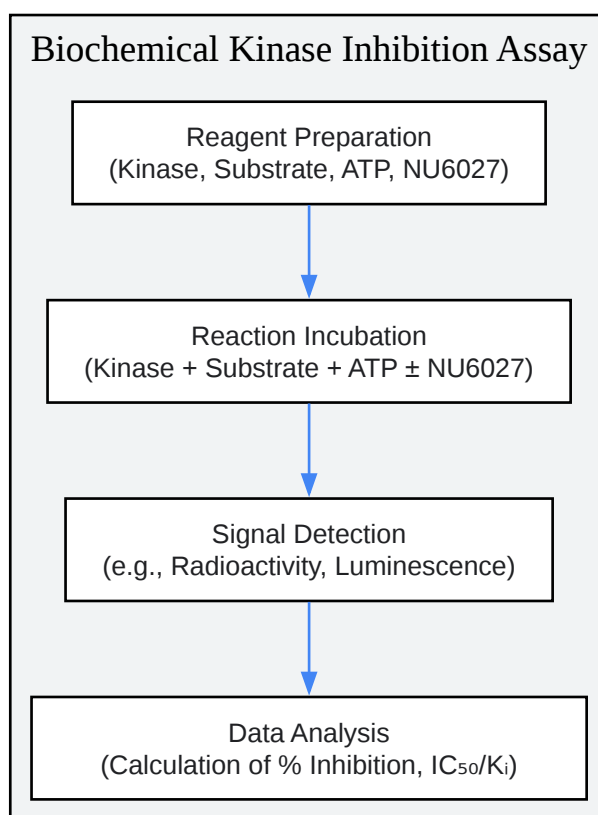 Biochemical Kinase Inhibition Assay
Reagent Preparation
(Kinase, Substrate, ATP, NU6027)
Reaction Incubation
(Kinase + Substrate + ATP ± NU6027)
Signal Detection
(e.g., Radioactivity, Luminescence)
Data Analysis
(Calculation of % Inhibition, IC₅₀/Kᵢ)